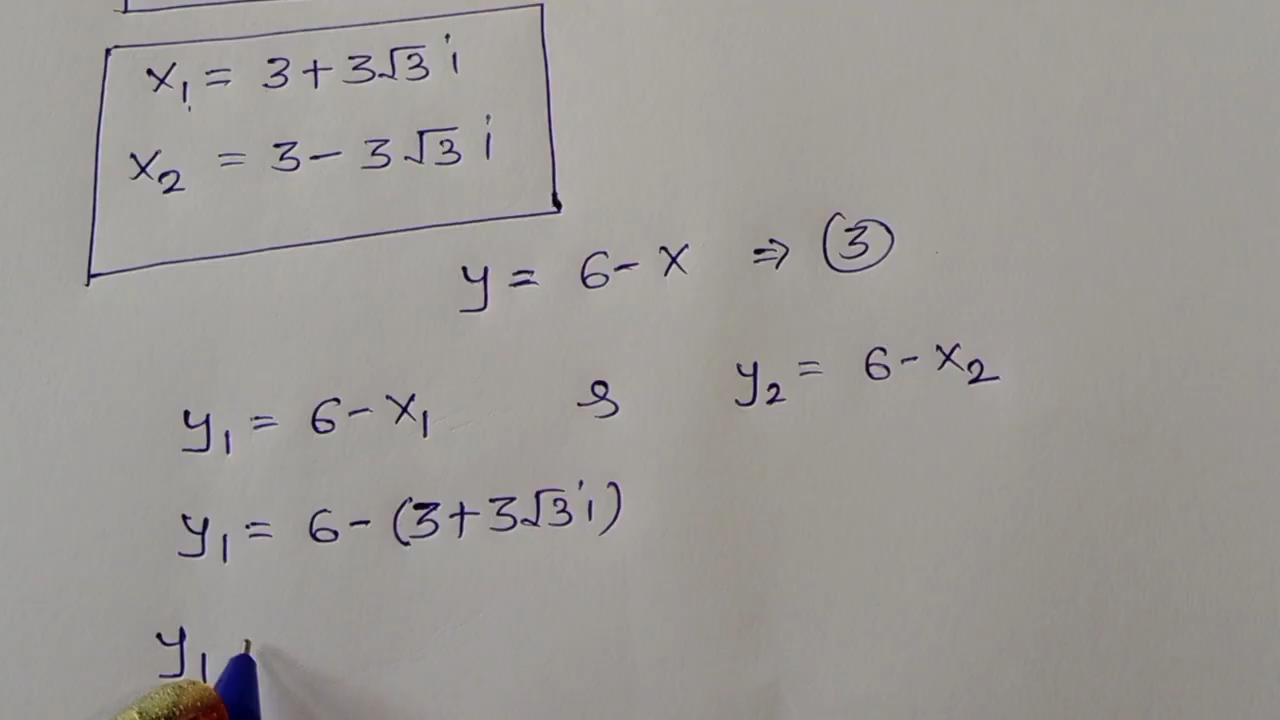 x₁ = 3 + 3√3 i
x₂ = 3 - 3√3 i
y = 6 - x ⇒ ③
y₁ = 6 - x₁ & y₂ = 6 - x₂
y₁ = 6 - (3 + 3√3 i)
y₁